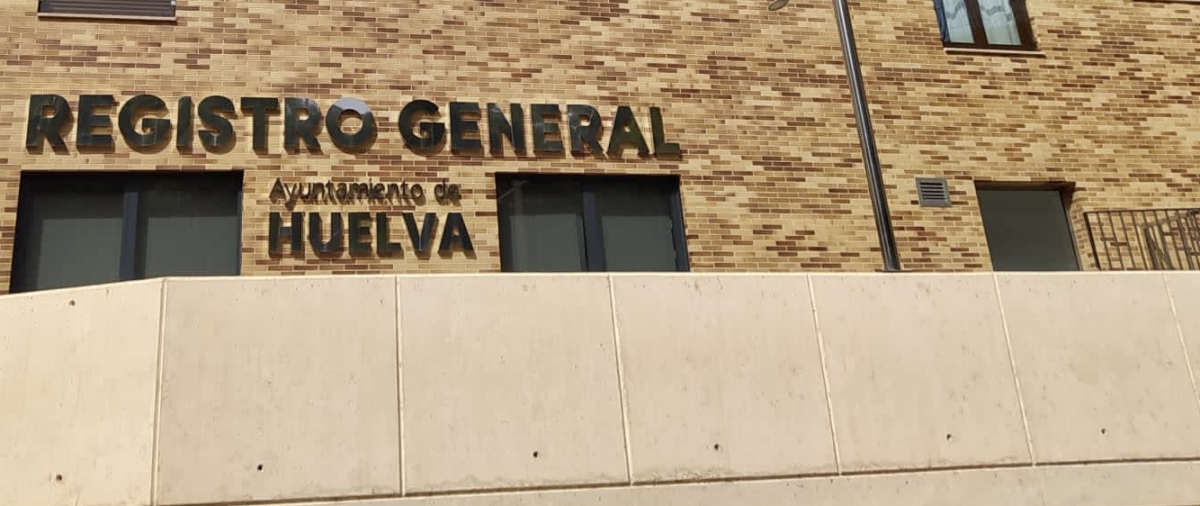 REGISTRO GENERAL
Ayuntamiento de
HUELVA